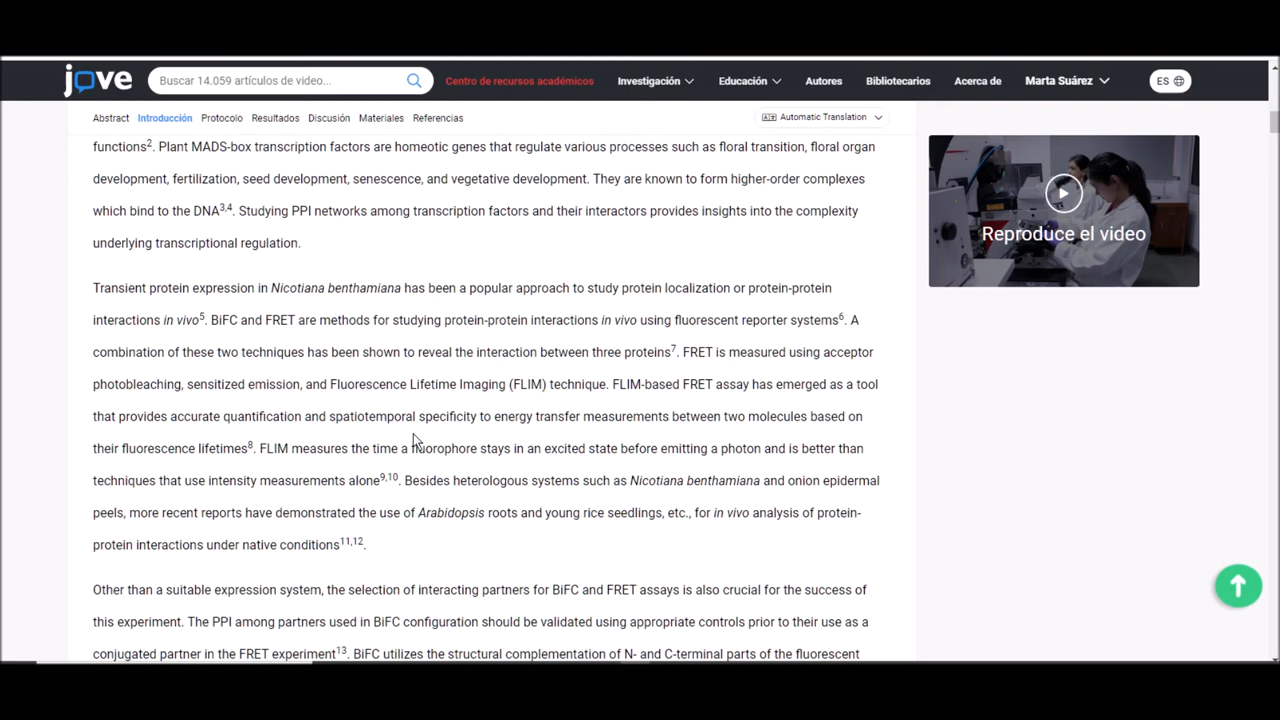 jove
Buscar 14.059 artículos de video...
Centro de recursos académicos
Investigación
Educación
Autores
Bibliotecarios
Acerca de
Marta Suárez
ES
Abstract
Introducción
Protocolo
Resultados
Discusión
Materiales
Referencias
Automatic Translation
functions2. Plant MADS-box transcription factors are homeotic genes that regulate various processes such as floral transition, floral organ
development, fertilization, seed development, senescence, and vegetative development. They are known to form higher-order complexes
which bind to the DNA3,4. Studying PPI networks among transcription factors and their interactors provides insights into the complexity
underlying transcriptional regulation.
Transient protein expression in Nicotiana benthamiana has been a popular approach to study protein localization or protein-protein
interactions in vivo5. BiFC and FRET are methods for studying protein-protein interactions in vivo using fluorescent reporter systems6. A
combination of these two techniques has been shown to reveal the interaction between three proteins7. FRET is measured using acceptor
photobleaching, sensitized emission, and Fluorescence Lifetime Imaging (FLIM) technique. FLIM-based FRET assay has emerged as a tool
that provides accurate quantification and spatiotemporal specificity to energy transfer measurements between two molecules based on
their fluorescence lifetimes8. FLIM measures the time a fluorophore stays in an excited state before emitting a photon and is better than
techniques that use intensity measurements alone9,10. Besides heterologous systems such as Nicotiana benthamiana and onion epidermal
peels, more recent reports have demonstrated the use of Arabidopsis roots and young rice seedlings, etc., for in vivo analysis of protein-
protein interactions under native conditions11,12.
Other than a suitable expression system, the selection of interacting partners for BiFC and FRET assays is also crucial for the success of
this experiment. The PPI among partners used in BiFC configuration should be validated using appropriate controls prior to their use as a
conjugated partner in the FRET experiment13. BiFC utilizes the structural complementation of N- and C-terminal parts of the fluorescent
Reproduce el video